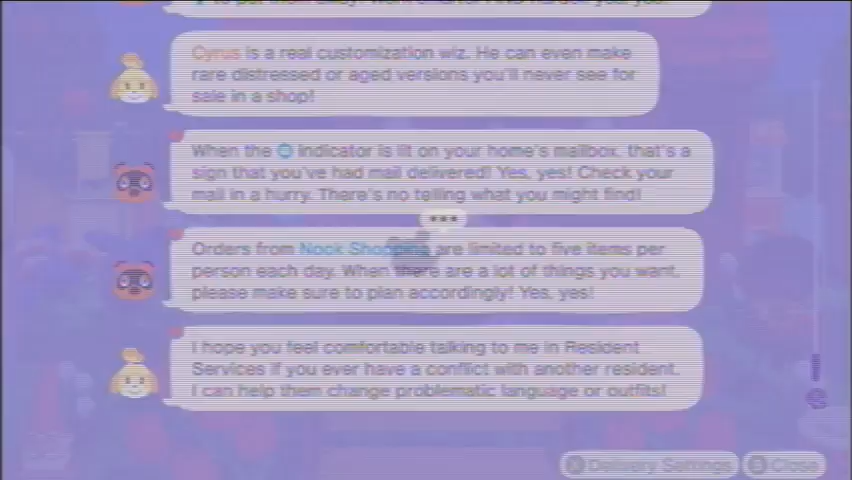 Cyrus is a real customization wiz. He can even make
rare distressed or aged versions you'll never see for
sale in a shop!
When the indicator is lit on your home's mailbox, that's a
sign that you've had mail delivered! Yes, yes! Check your
mail in a hurry. There's no telling what you might find!
Orders from Nook Shopping are limited to five items per
person each day. When there are a lot of things you want,
please make sure to plan accordingly! Yes, yes!
I hope you feel comfortable talking to me in Resident
Services if you ever have a conflict with another resident.
I can help them change problematic language or outfits!
Delivery Settings
Close